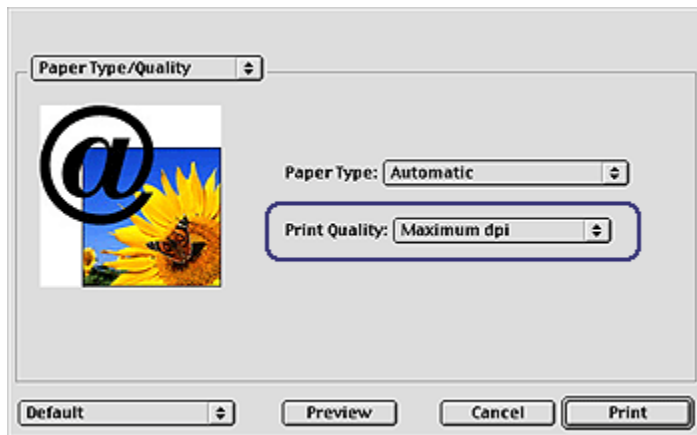 Paper Type/Quality
@
Paper Type: Automatic
Print Quality: Maximum dpi
Default Preview Cancel Print